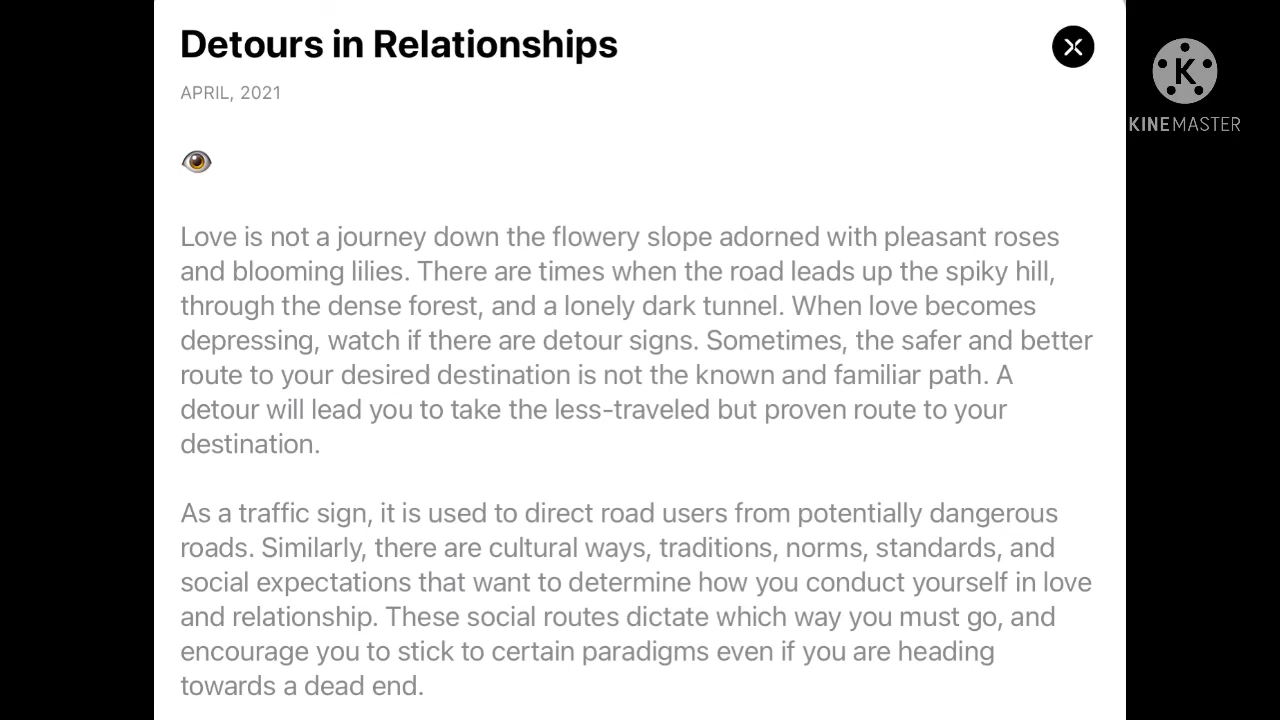 Detours in Relationships
APRIL, 2021
K
KINEMASTER
Love is not a journey down the flowery slope adorned with pleasant roses
and blooming lilies. There are times when the road leads up the spiky hill,
through the dense forest, and a lonely dark tunnel. When love becomes
depressing, watch if there are detour signs. Sometimes, the safer and better
route to your desired destination is not the known and familiar path. A
detour will lead you to take the less-traveled but proven route to your
destination.
As a traffic sign, it is used to direct road users from potentially dangerous
roads. Similarly, there are cultural ways, traditions, norms, standards, and
social expectations that want to determine how you conduct yourself in love
and relationship. These social routes dictate which way you must go, and
encourage you to stick to certain paradigms even if you are heading
towards a dead end.